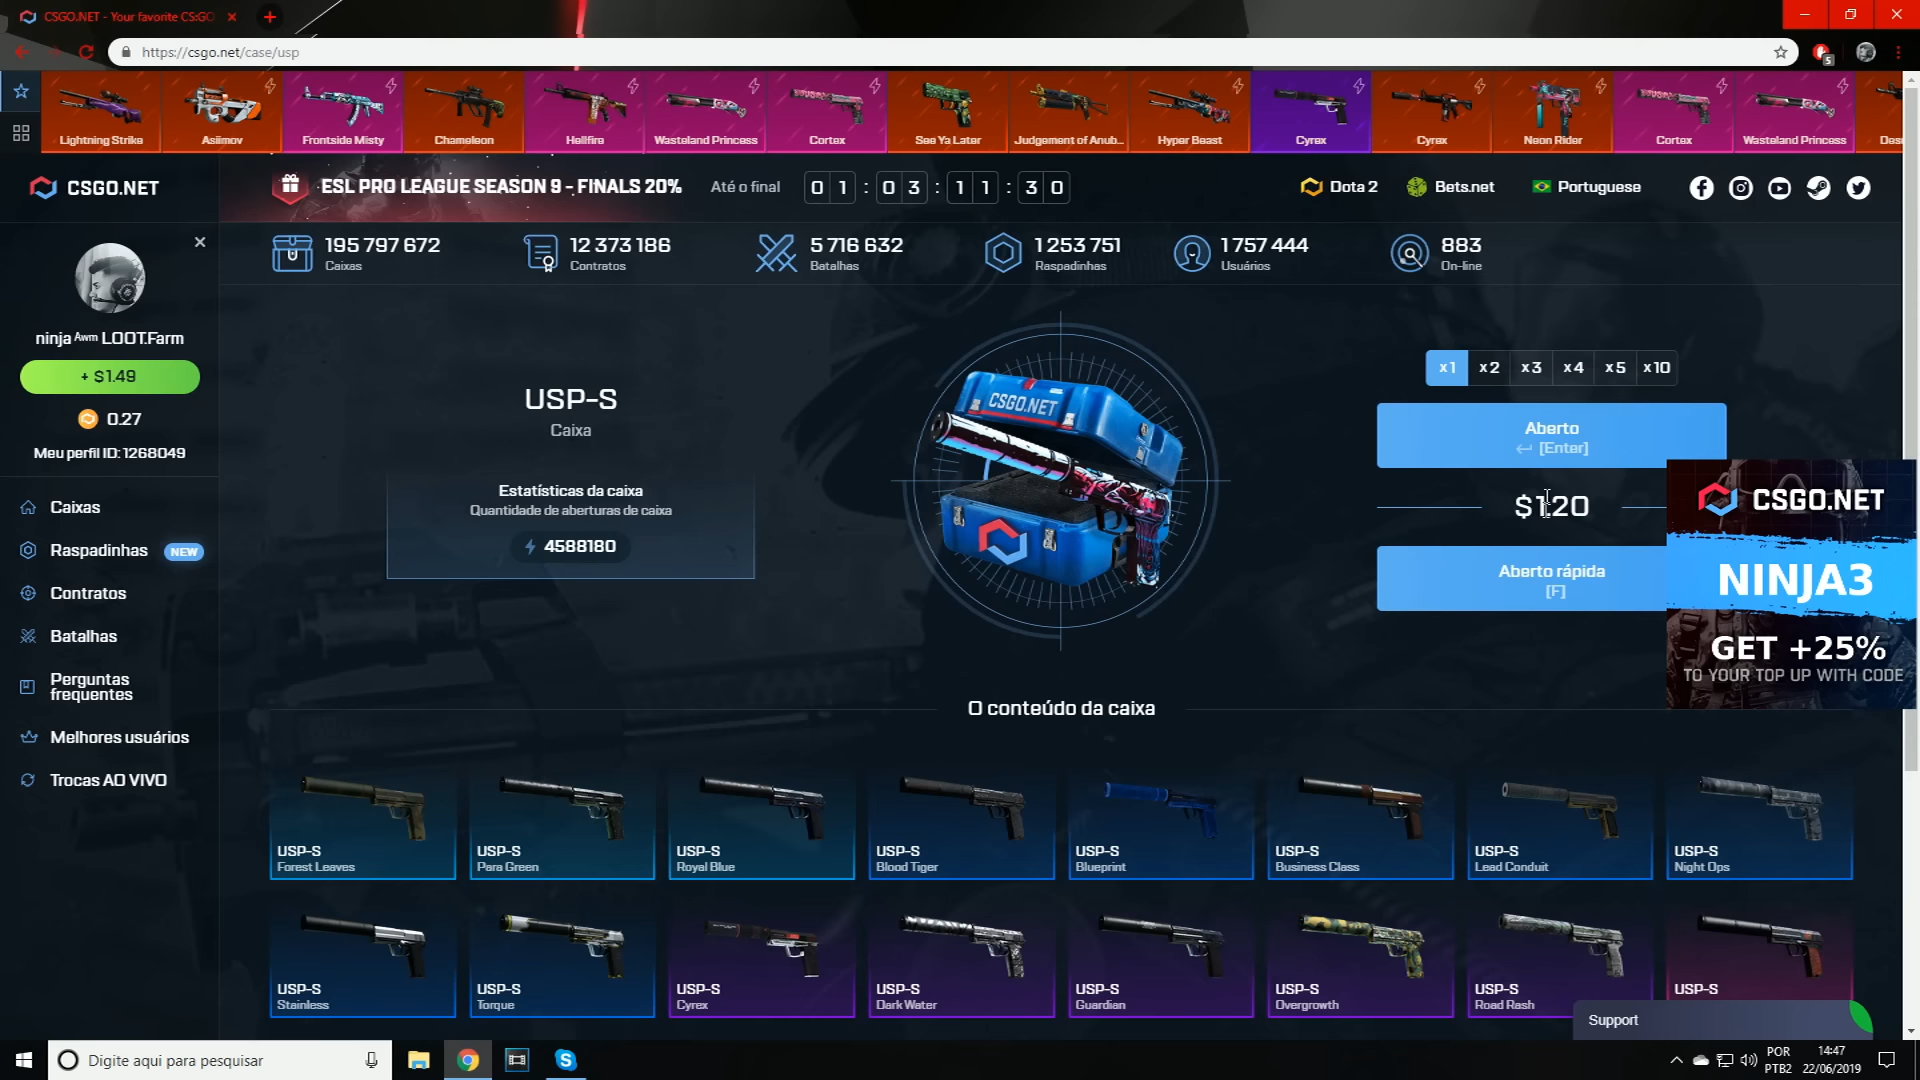 CSGO.NET - Your favorite CS:GO
https://csgo.net/case/usp
5
Lightning Strike
Asiimov
Frontside Misty
Chameleon
Hellfire
Wasteland Princess
Cortex
See Ya Later
Judgement of Anub...
Hyper Beast
Cyrex
Cyrex
Neon Rider
Cortex
Wasteland Princess
Des
CSGO.NET
ESL PRO LEAGUE SEASON 9 - FINALS 20%
Até o final
01:03:11:30
Dota 2
Bets.net
Portuguese
195 797 672
Caixas
12 373 186
Contratos
5 716 632
Batalhas
1 253 751
Raspadinhas
1 757 444
Usuários
883
On-line
ninja ᴬʷᵐ LOOT.Farm
+ $1.49
0.27
Meu perfil ID: 1268049
Caixas
Raspadinhas NEW
Contratos
Batalhas
Perguntas
frequentes
Melhores usuários
Trocas AO VIVO
USP-S
Caixa
Estatísticas da caixa
Quantidade de aberturas de caixa
4588180
CSGO.NET
x1 x2 x3 x4 x5 x10
Aberto
[Enter]
$1.20
Aberto rápida
[F]
CSGO.NET
NINJA3
GET +25%
TO YOUR TOP UP WITH CODE
O conteúdo da caixa
USP-S
Forest Leaves
USP-S
Para Green
USP-S
Royal Blue
USP-S
Blood Tiger
USP-S
Blueprint
USP-S
Business Class
USP-S
Lead Conduit
USP-S
Night Ops
USP-S
Stainless
USP-S
Torque
USP-S
Cyrex
USP-S
Dark Water
USP-S
Guardian
USP-S
Overgrowth
USP-S
Road Rash
USP-S
Support
Digite aqui para pesquisar
POR
PTB2
14:47
22/06/2019